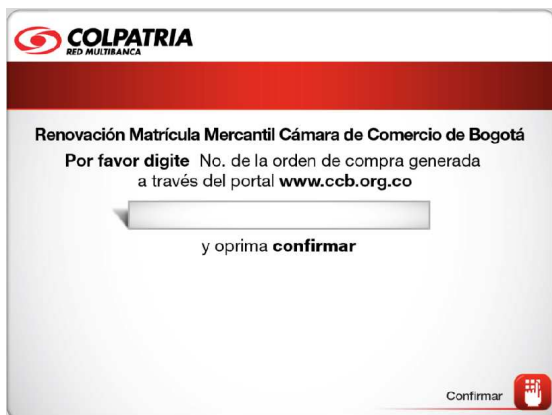 COLPATRIA
RED MULTIBANCA
Renovación Matrícula Mercantil Cámara de Comercio de Bogotá
Por favor digite No. de la orden de compra generada
a través del portal www.ccb.org.co
y oprima confirmar
Confirmar